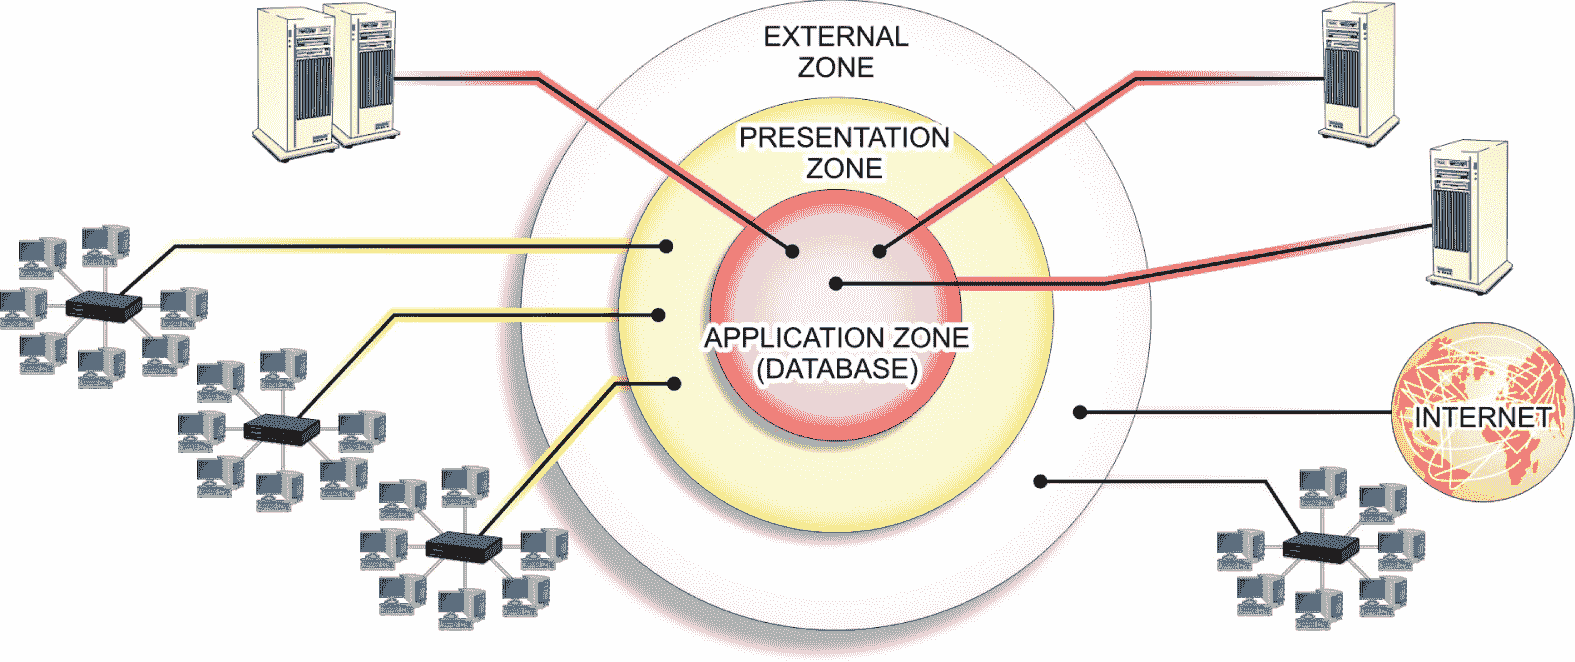 EXTERNAL
ZONE
PRESENTATION
ZONE
APPLICATION ZONE
(DATABASE)
INTERNET